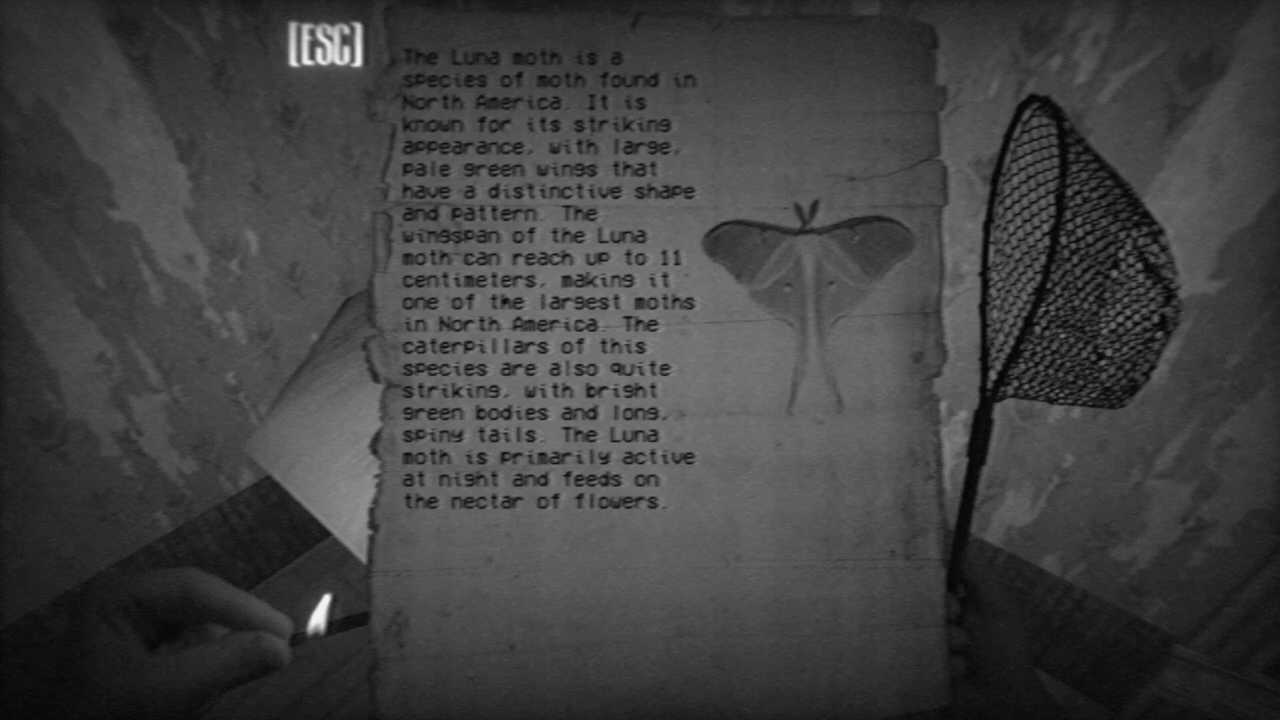 [ESC]
The Luna moth is a
species of moth found in
North America. It is
known for its striking
appearance, with large,
pale green wings that
have a distinctive shape
and pattern. The
wingspan of the Luna
moth can reach up to 11
centimeters, making it
one of the largest moths
in North America. The
caterpillars of this
species are also quite
striking, with bright
green bodies and long,
spiny tails. The Luna
moth is primarily active
at night and feeds on
the nectar of flowers.